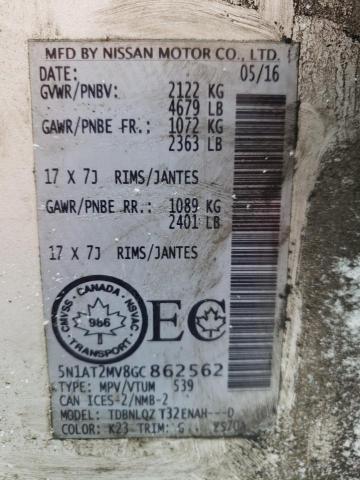 MFD BY NISSAN MOTOR CO., LTD.
DATE: 05/16
GVWR/PNBV: 2122 KG
4679 LB
GAWR/PNBE FR.: 1072 KG
2363 LB
17 X 7J RIMS/JANTES
GAWR/PNBE RR.: 1089 KG
2401 LB
17 X 7J RIMS/JANTES
CANADA
CMVSS NSVAC
986
TRANSPORT
EC
5N1AT2MV8GC862562
TYPE: MPV/VTUM 539
CAN ICES-2/NMB-2
MODEL: TDBNLQZ T32ENAH---D
COLOR: K23 TRIM: G